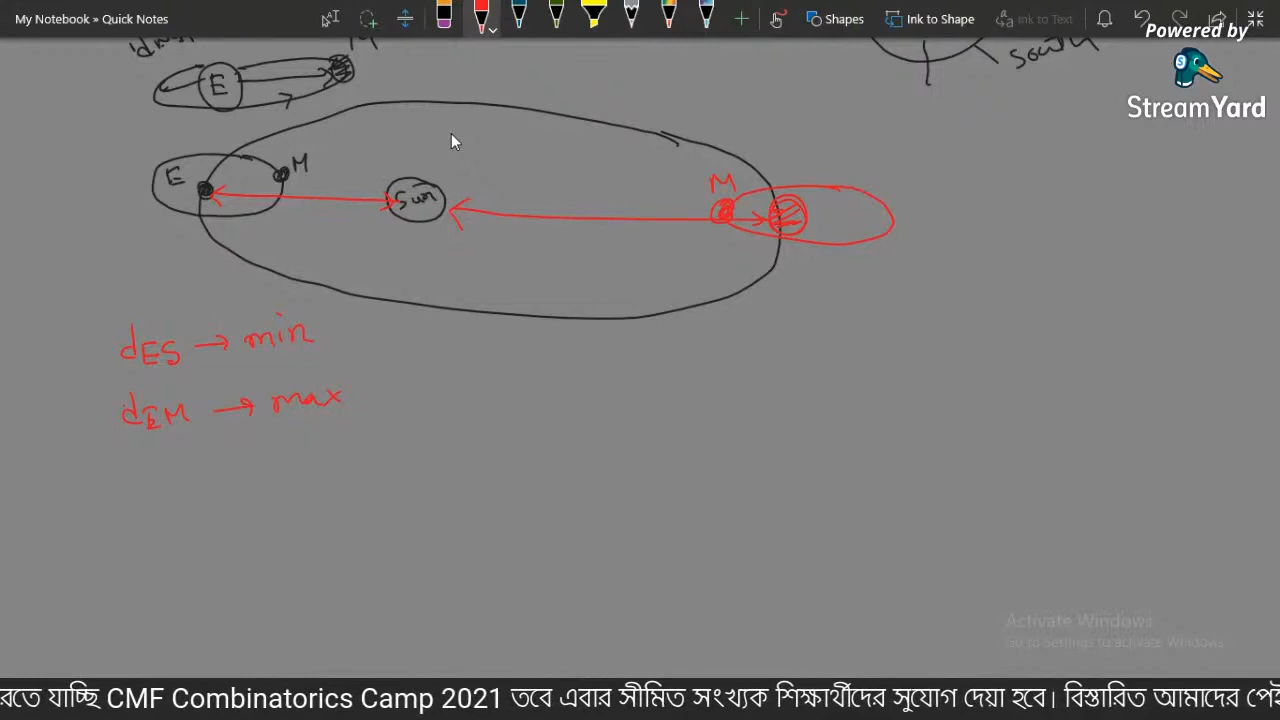 My Notebook » Quick Notes
Shapes
Ink to Shape
Ink to Text
Powered by
StreamYard
South
E
E
M
Sun
M
dES → min
dEM → max
Activate Windows
Go to Settings to activate Windows.
রতে যাচ্ছি CMF Combinatorics Camp 2021 তবে এবার সীমিত সংখ্যক শিক্ষার্থীদের সুযোগ দেয়া হবে। বিস্তারিত আমাদের পেই